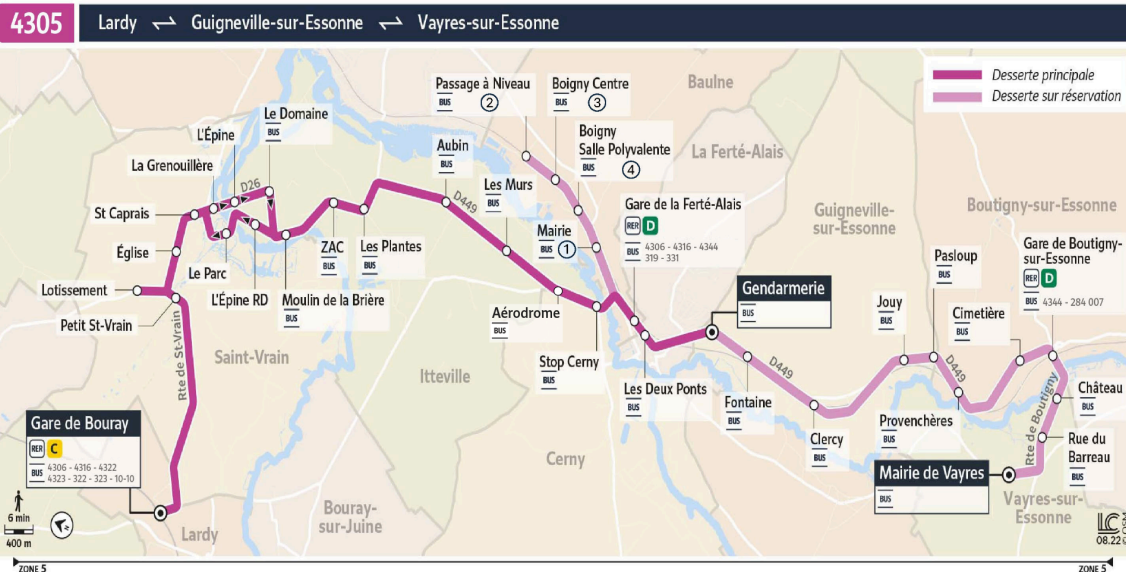 4305
Lardy ⇌ Guigneville-sur-Essonne ⇌ Vayres-sur-Essonne
Desserte principale
Desserte sur réservation
Passage à Niveau
BUS 2
Boigny Centre
BUS 3
Baulne
Le Domaine
BUS
L'Épine
La Grenouillère
D26
Aubin
BUS
Boigny
Salle Polyvalente
BUS 4
La Ferté-Alais
Les Murs
BUS
D449
Gare de la Ferté-Alais
RER D
BUS 4306 - 4316 - 4344
319 - 331
Guigneville-
sur-Essonne
Boutigny-sur-Essonne
St Caprais
Mairie
BUS 1
Gare de Boutigny-
sur-Essonne
RER D
BUS 4344 - 284 007
ZAC
BUS
Les Plantes
BUS
Église
Le Parc
Pasloup
BUS
Lotissement
L'Épine RD
Moulin de la Brière
BUS
Gendarmerie
BUS
Jouy
BUS
Cimetière
BUS
Aérodrome
BUS
Petit St-Vrain
Rte de St-Vrain
Saint-Vrain
Itteville
Stop Cerny
BUS
Les Deux Ponts
BUS
D449
D449
Fontaine
BUS
Château
BUS
Provenchères
BUS
Rte de Boutigny
Clercy
BUS
Rue du
Barreau
BUS
Gare de Bouray
RER C
BUS 4306 - 4316 - 4322
4323 - 322 - 323 - 10-10
Cerny
Mairie de Vayres
BUS
Vayres-sur-
Essonne
6 min
400 m
Lardy
Bouray-
sur-Juine
LC
08.22
©OSM
ZONE 5
ZONE 5